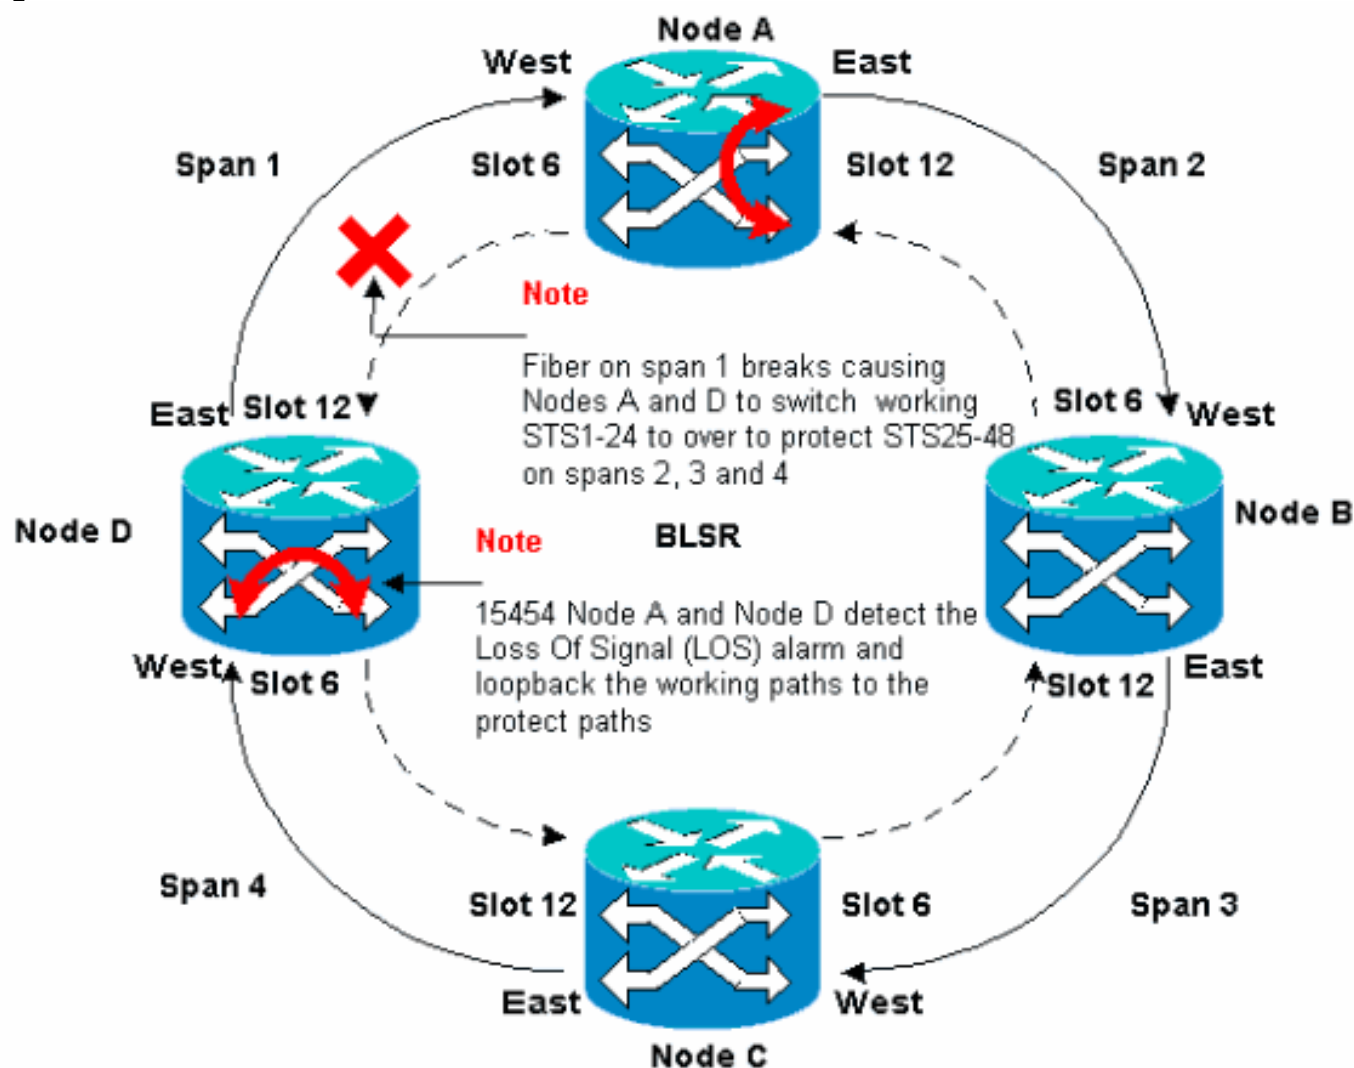 Node A
West
East
Span 1
Slot 6
Slot 12
Span 2
Note
Fiber on span 1 breaks causing
Nodes A and D to switch working
STS1-24 to over to protect STS25-48
on spans 2, 3 and 4
East
Slot 12
Slot 6
West
Node D
Node B
Note
BLSR
15454 Node A and Node D detect the
Loss Of Signal (LOS) alarm and
loopback the working paths to the
protect paths
West
Slot 6
Slot 12
East
Span 4
Slot 12
Slot 6
Span 3
East
West
Node C